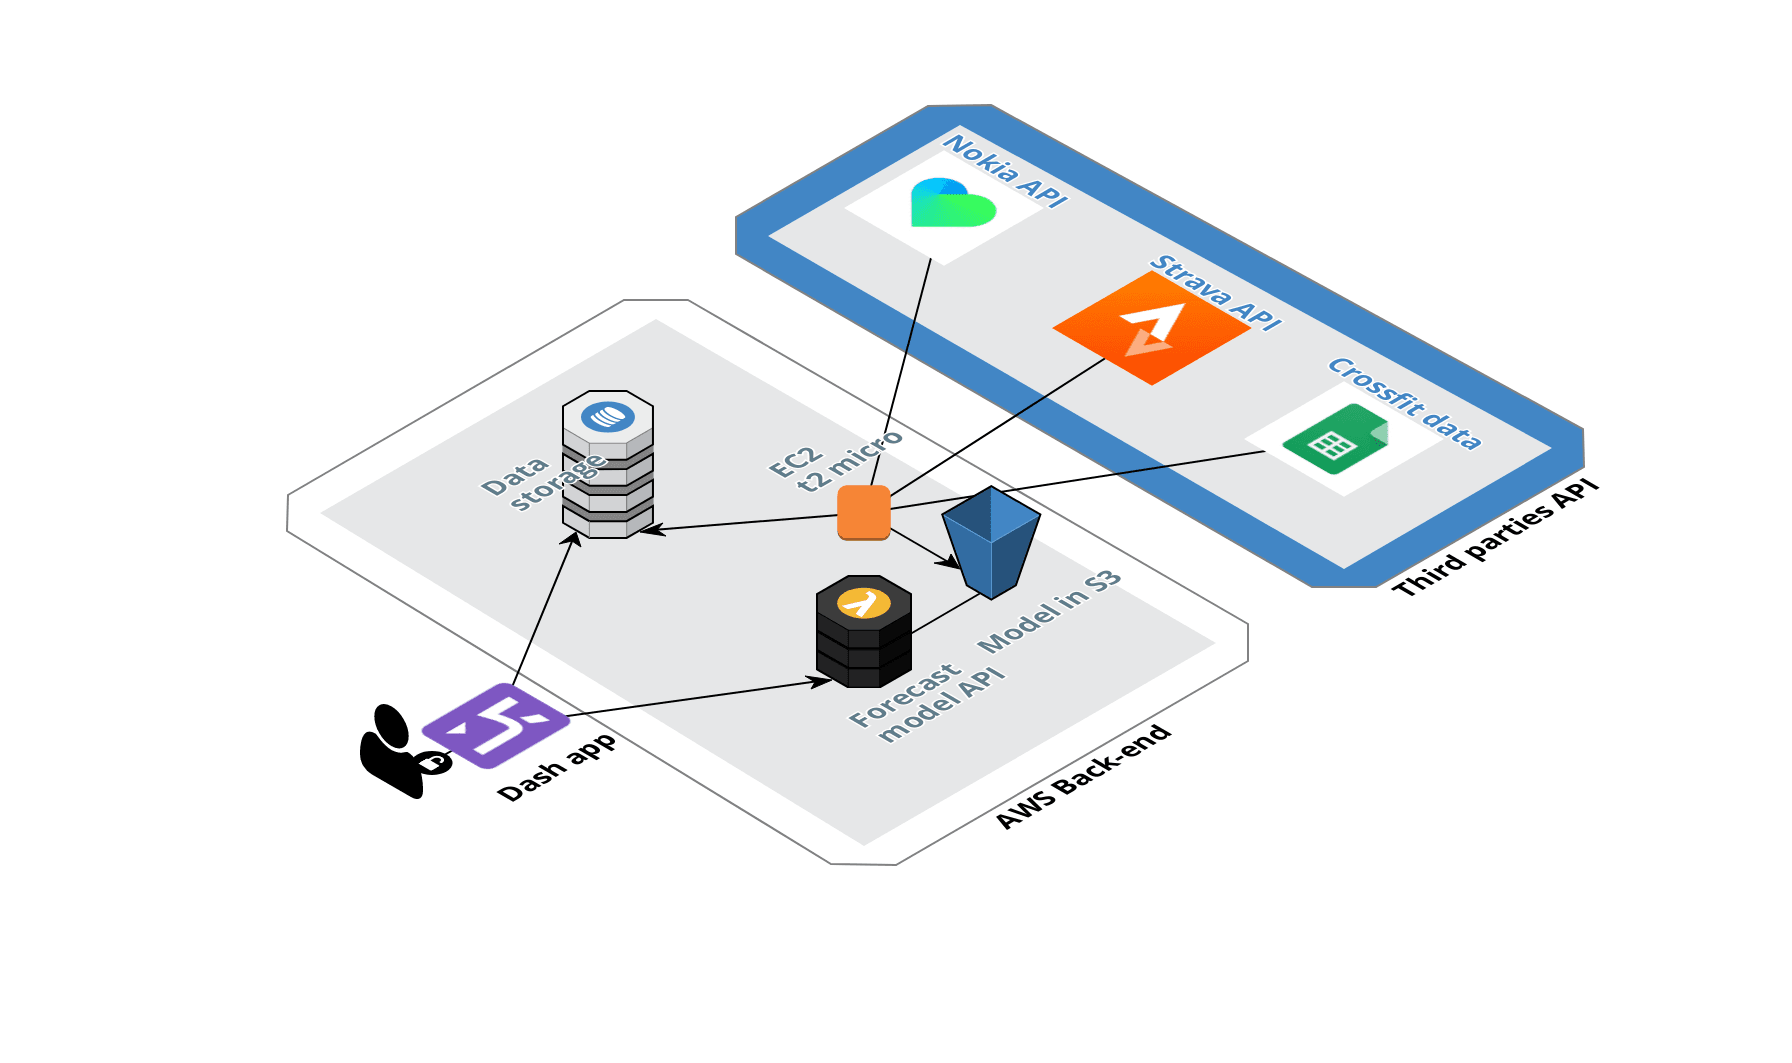 Nokia API
Strava API
Crossfit data
Third parties API
Data
storage
EC2
t2 micro
Model in S3
Forecast
model API
Dash app
AWS Back-end